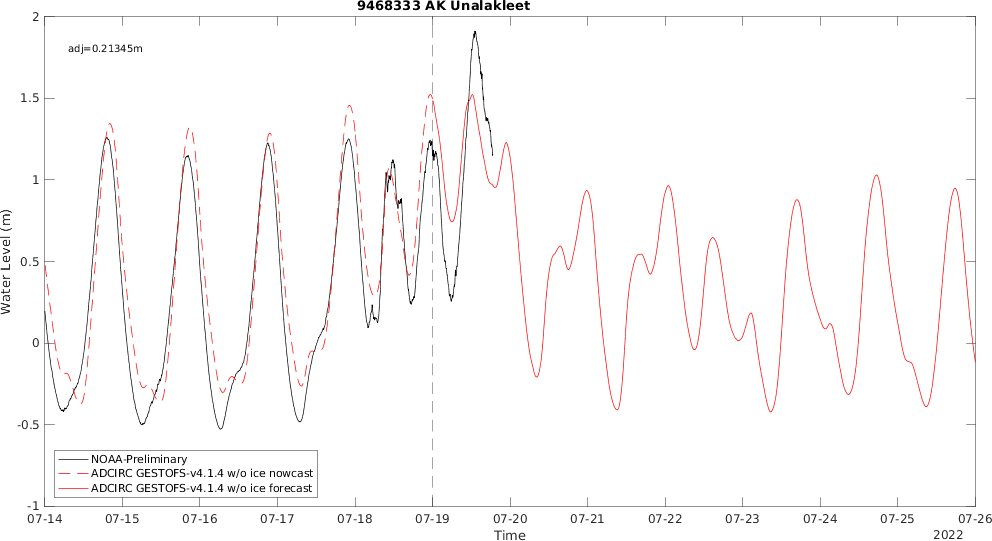 9468333 AK Unalakleet
adj=0.21345m
2
1.5
1
0.5
0
-0.5
-1
Water Level (m)
NOAA-Preliminary
ADCIRC GESTOFS-v4.1.4 w/o ice nowcast
ADCIRC GESTOFS-v4.1.4 w/o ice forecast
07-14 07-15 07-16 07-17 07-18 07-19 07-20 07-21 07-22 07-23 07-24 07-25 07-26
Time
2022